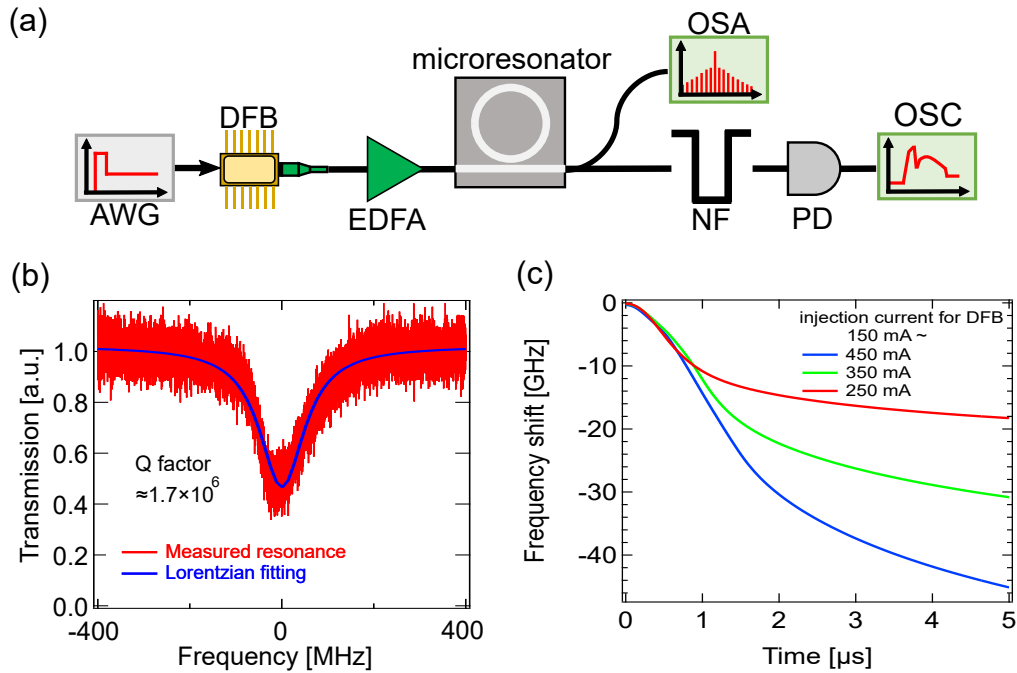 (a)
OSA
microresonator
DFB
OSC
AWG
EDFA
NF
PD
(b)
Transmission [a.u.]
1.0
0.8
0.6
0.4
0.2
0.0
Q factor
≈1.7×10^6
Measured resonance
Lorentzian fitting
-400
0
400
Frequency [MHz]
(c)
Frequency shift [GHz]
0
-10
-20
-30
-40
injection current for DFB
150 mA ~
450 mA
350 mA
250 mA
0
1
2
3
4
5
Time [µs]